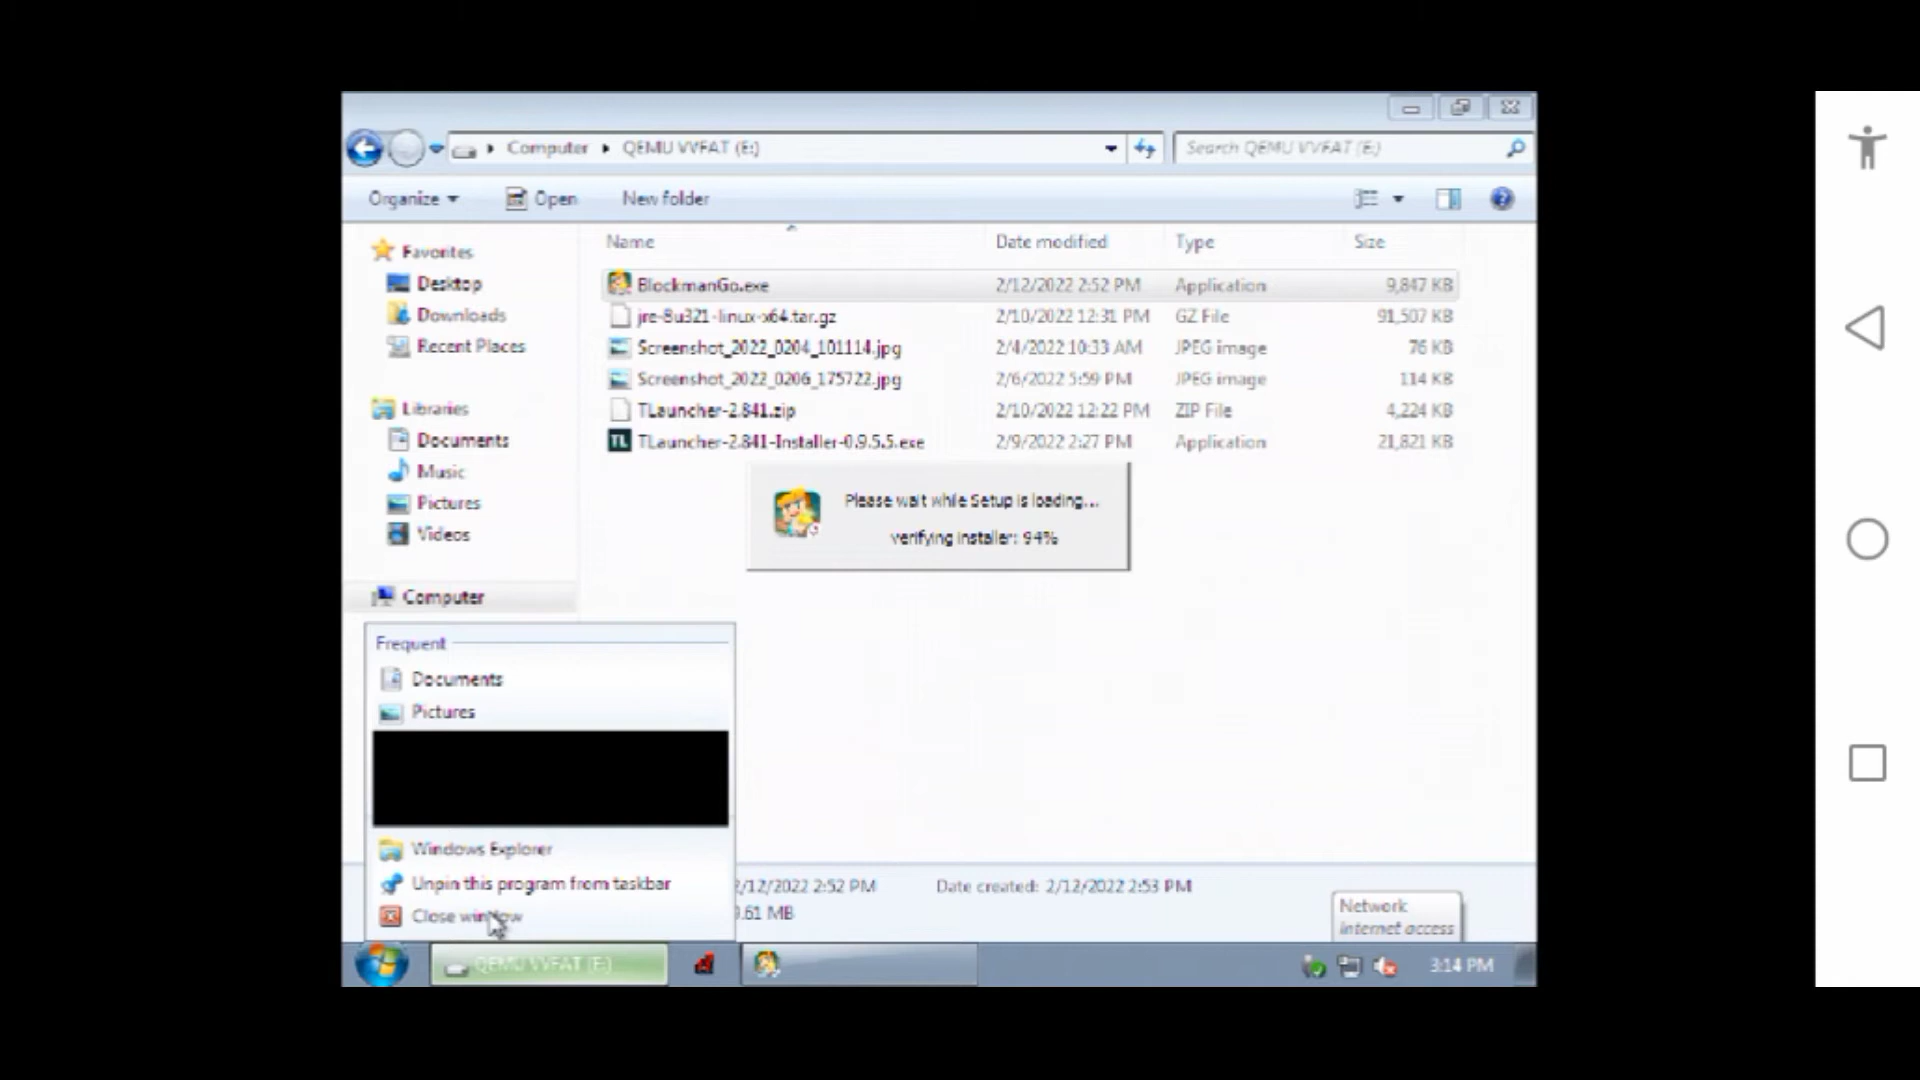 Computer ▸ QEMU VVFAT (E:)
Search QEMU VVFAT (E:)
Organize
Open
New folder
Name Date modified Type Size
BlockmanGo.exe 2/12/2022 2:52 PM Application 9,847 KB
jre-8u321-linux-x64.tar.gz 2/10/2022 12:31 PM GZ File 91,507 KB
Screenshot_2022_0204_101114.jpg 2/4/2022 10:33 AM JPEG image 76 KB
Screenshot_2022_0206_175722.jpg 2/6/2022 5:59 PM JPEG image 114 KB
TLauncher-2.841.zip 2/10/2022 12:22 PM ZIP File 4,224 KB
TL TLauncher-2.841-Installer-0.9.5.5.exe 2/9/2022 2:27 PM Application 21,821 KB
Favorites
Desktop
Downloads
Recent Places
Libraries
Documents
Music
Pictures
Videos
Computer
Please wait while Setup is loading...
verifying installer: 94%
Frequent
Documents
Pictures
Windows Explorer
Unpin this program from taskbar
Close window
2/12/2022 2:52 PM Date created: 2/12/2022 2:53 PM
9.61 MB
Network
Internet access
QEMU VVFAT (E:)
3:14 PM